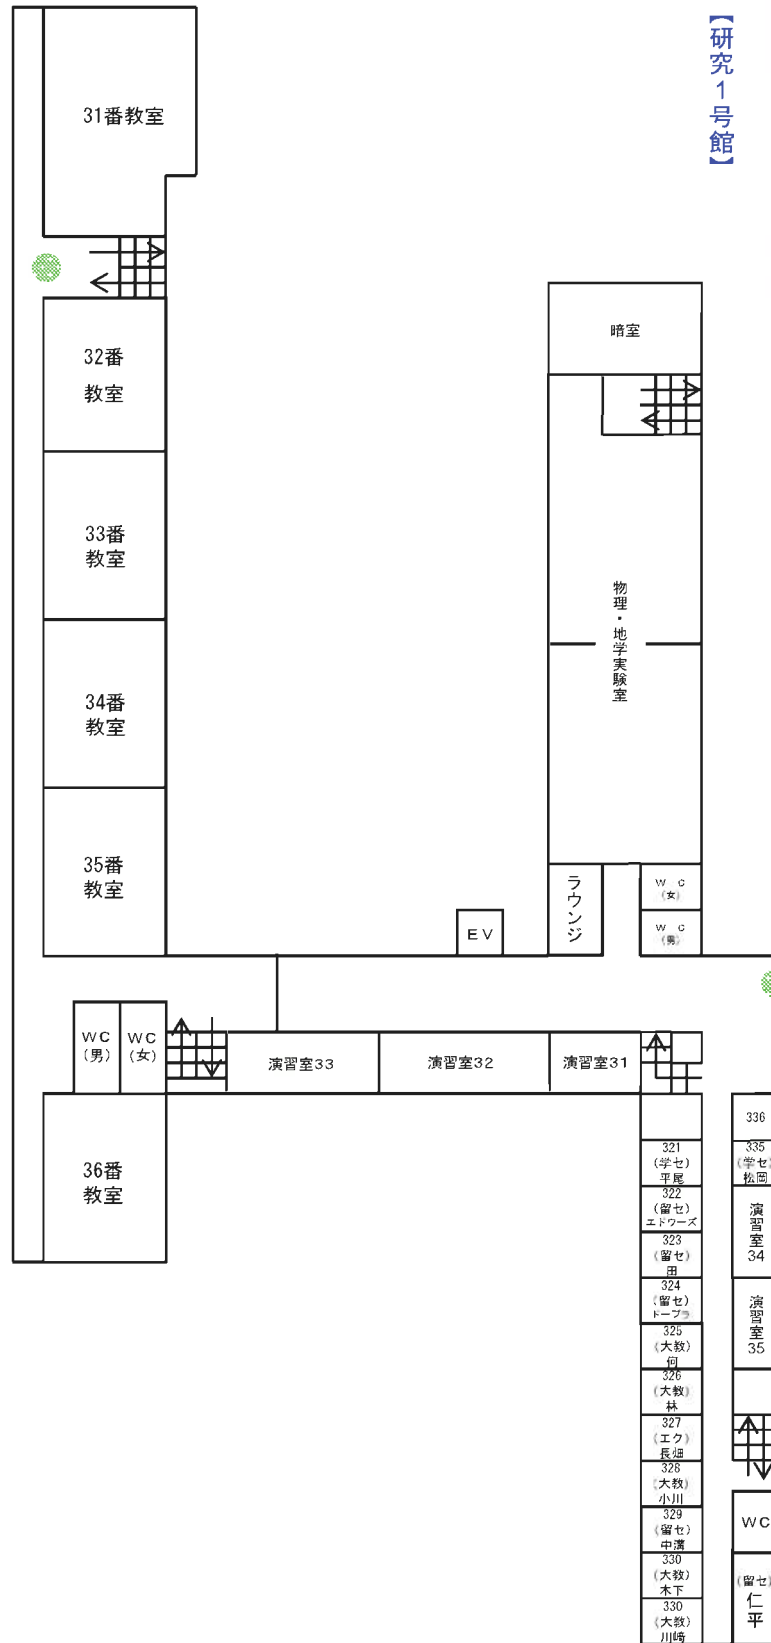 【研究1号館】
31番教室
32番
教室
33番
教室
34番
教室
35番
教室
36番
教室
暗室
物理・地学実験室
ラウンジ
WC
(女)
WC
(男)
EV
WC
(男)
WC
(女)
演習室33
演習室32
演習室31
321
(学セ)
平尾
322
(留セ)
エドワーズ
323
(留セ)
田
324
(留セ)
325
(大教)
何
326
(大教)
林
327
(エク)
長畑
328
(大教)
小川
329
(留セ)
中溝
330
(大教)
木下
330
(大教)
川崎
336
335
(学セ)
松岡
演習室34
演習室35
WC
(留セ)
仁平